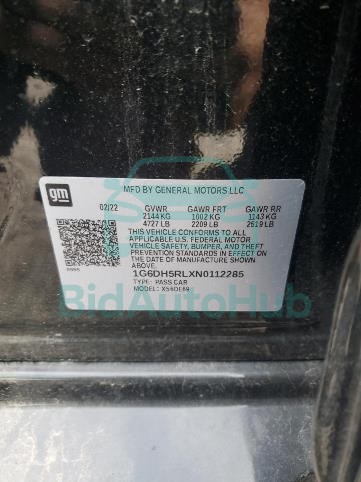 gm
MFD BY GENERAL MOTORS LLC
02/22 GVWR GAWR FRT GAWR RR
2144 KG 1002 KG 1143 KG
4727 LB 2209 LB 2519 LB
THIS VEHICLE CONFORMS TO ALL
APPLICABLE U.S. FEDERAL MOTOR
VEHICLE SAFETY, BUMPER, AND THEFT
PREVENTION STANDARDS IN EFFECT
ON THE DATE OF MANUFACTURE SHOWN
ABOVE.
1G6DH5RLXN0112285
TYPE: PASS CAR
MODEL:
BidAutoHub